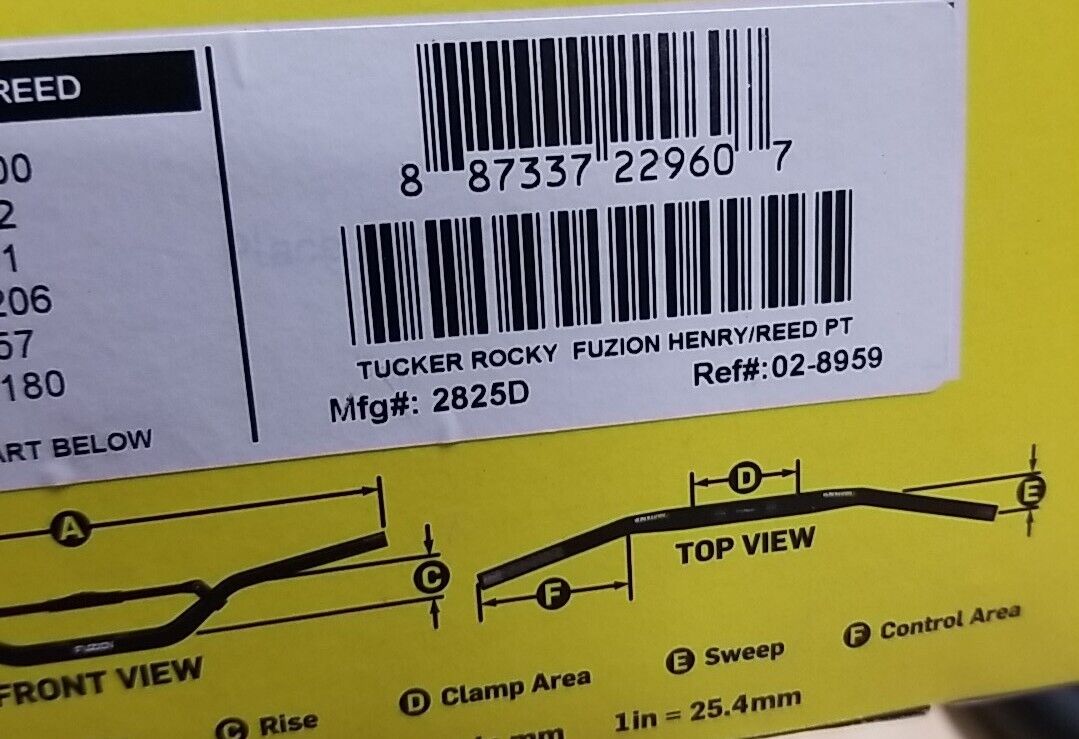 REED
00
2
1
206
57
180
ART BELOW
8 87337 22960 7
TUCKER ROCKY FUZION HENRY/REED PT
Mfg#: 2825D
Ref#:02-8959
A
C
FRONT VIEW
D
E
F
TOP VIEW
C Rise
D Clamp Area
E Sweep
F Control Area
mm
1in = 25.4mm